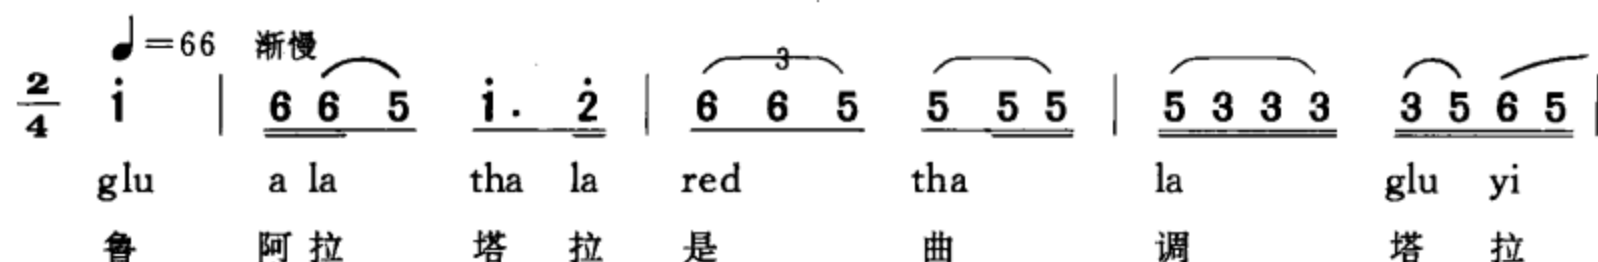 ♩=66 渐慢
2/4 i̇ | 6 6 5 i̇. 2̇ | 6 6 5 5 5 5 | 5 3 3 3 3 5 6 5 |
3
glu a la tha la red tha la glu yi
鲁 阿 拉 塔 拉 是 曲 调 塔 拉